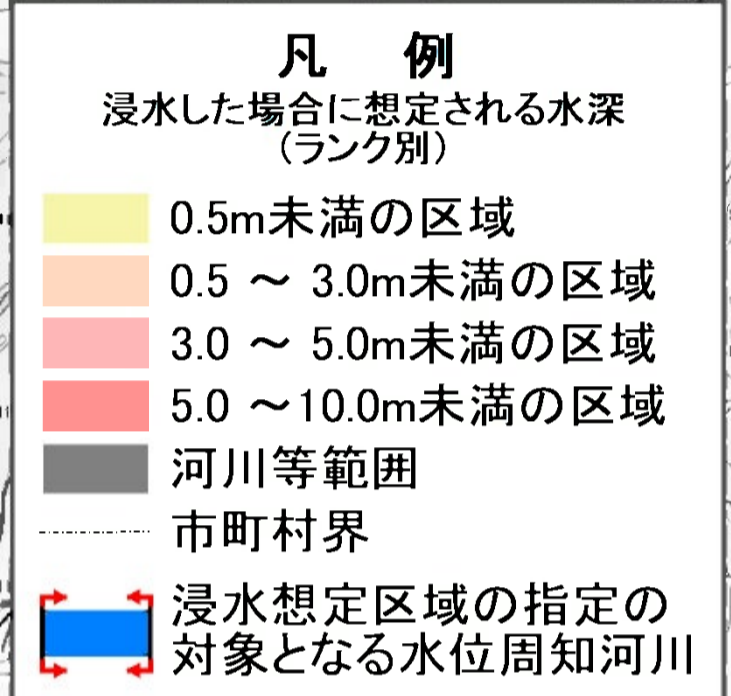 凡 例
浸水した場合に想定される水深
(ランク別)
0.5m未満の区域
0.5 ～ 3.0m未満の区域
3.0 ～ 5.0m未満の区域
5.0 ～10.0m未満の区域
河川等範囲
市町村界
浸水想定区域の指定の
対象となる水位周知河川